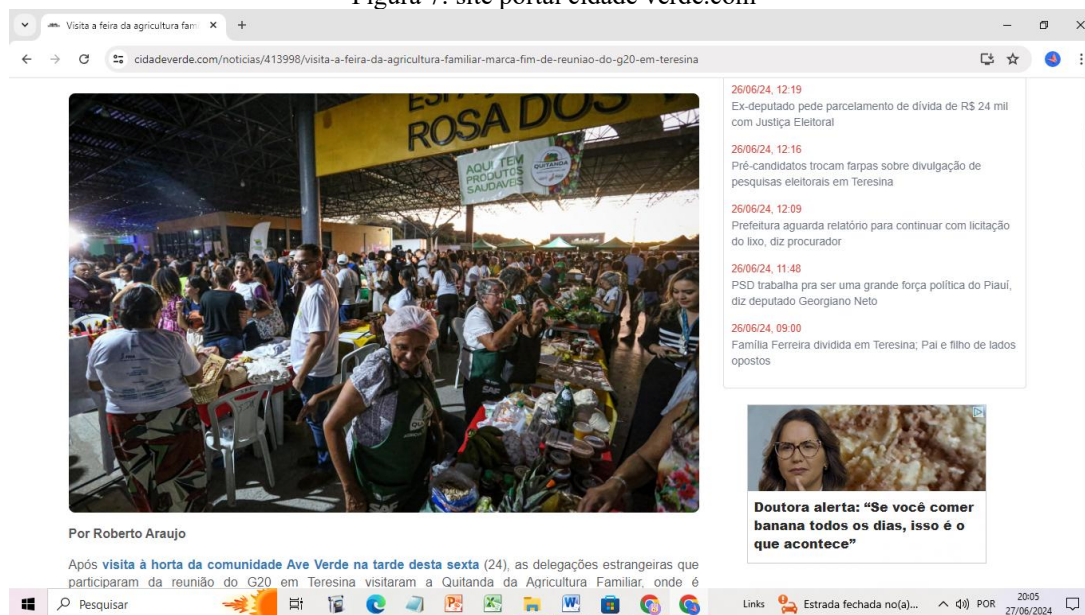 Figura 7: site portal cidade verde.com
Visita a feira da agricultura fam
cidadeverde.com/noticias/413998/visita-a-feira-da-agricultura-familiar-marca-fim-de-reuniao-do-g20-em-teresina
ROSA DOS
AQUI TEM
PRODUTOS
SAUDÁVEIS
QUITANDA
SAF
26/06/24, 12:19
Ex-deputado pede parcelamento de dívida de R$ 24 mil
com Justiça Eleitoral
26/06/24, 12:16
Pré-candidatos trocam farpas sobre divulgação de
pesquisas eleitorais em Teresina
26/06/24, 12:09
Prefeitura aguarda relatório para continuar com licitação
do lixo, diz procurador
26/06/24, 11:48
PSD trabalha pra ser uma grande força política do Piauí,
diz deputado Georgiano Neto
26/06/24, 09:00
Família Ferreira dividida em Teresina; Pai e filho de lados
opostos
Doutora alerta: “Se você comer
banana todos os dias, isso é o
que acontece”
Por Roberto Araujo
Após visita à horta da comunidade Ave Verde na tarde desta sexta (24), as delegações estrangeiras que
participaram da reunião do G20 em Teresina visitaram a Quitanda da Agricultura Familiar, onde é
Pesquisar
Links
Estrada fechada no(a)...
POR
20:05
27/06/2024